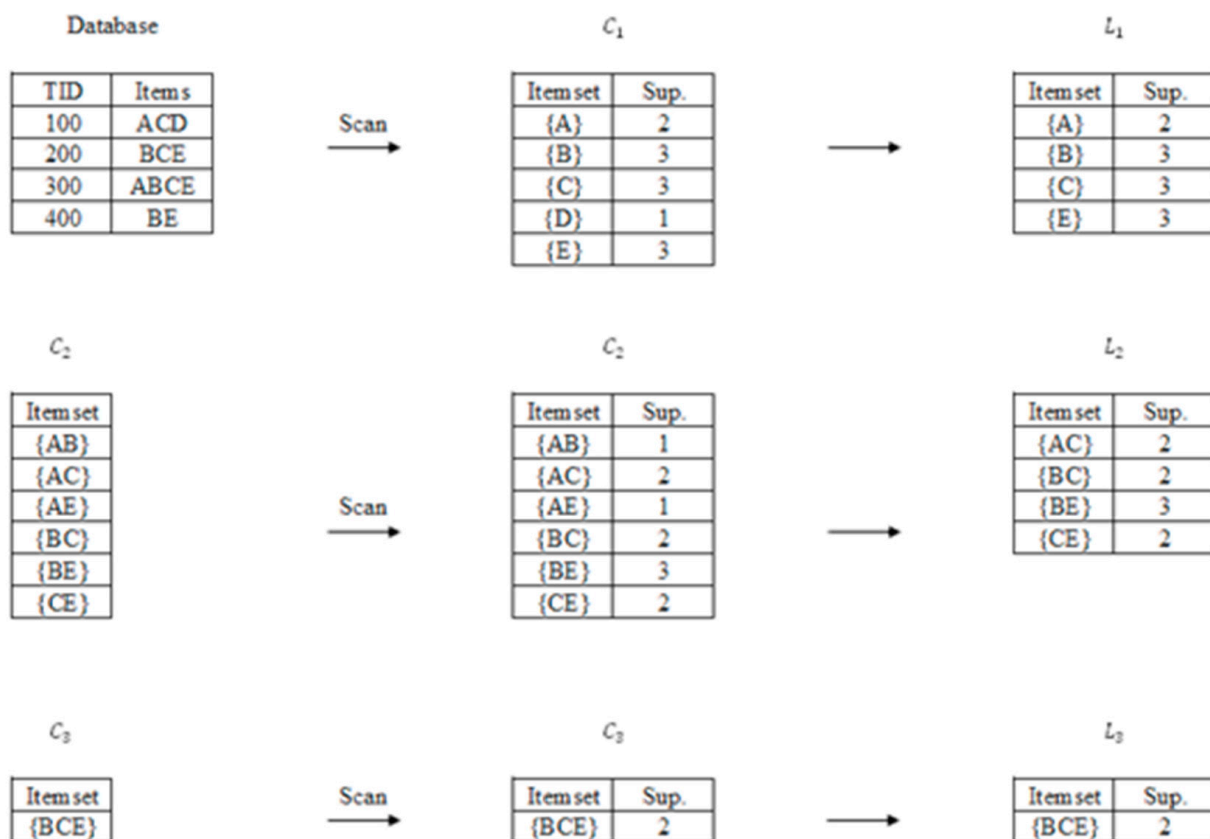 Database C₁ L₁
TID Items Itemset Sup. Itemset Sup.
100 ACD Scan {A} 2 {A} 2
200 BCE {B} 3 {B} 3
300 ABCE {C} 3 {C} 3
400 BE {D} 1 {E} 3
{E} 3
C₂ C₂ L₂
Itemset Itemset Sup. Itemset Sup.
{AB} {AB} 1 {AC} 2
{AC} {AC} 2 {BC} 2
{AE} Scan {AE} 1 {BE} 3
{BC} {BC} 2 {CE} 2
{BE} {BE} 3
{CE} {CE} 2
C₃ C₃ L₃
Itemset Scan Itemset Sup. Itemset Sup.
{BCE} {BCE} 2 {BCE} 2